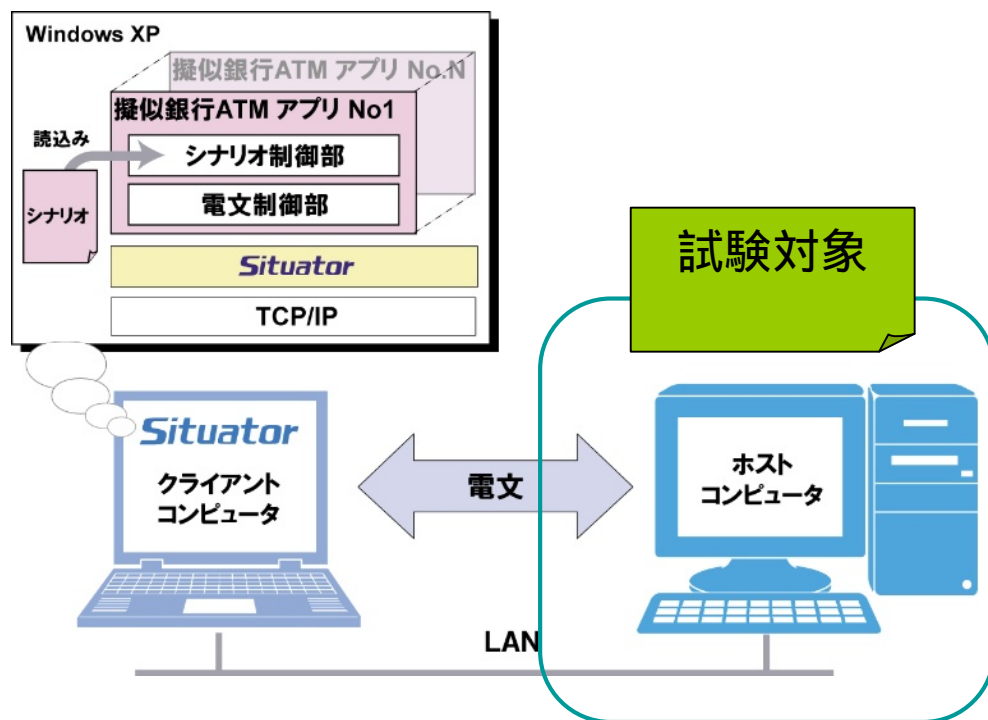 Windows XP
擬似銀行ATM アプリ No.N
擬似銀行ATM アプリ No1
読込み
シナリオ制御部
シナリオ
電文制御部
Situator
TCP/IP
試験対象
Situator
クライアント
コンピュータ
電文
ホスト
コンピュータ
LAN